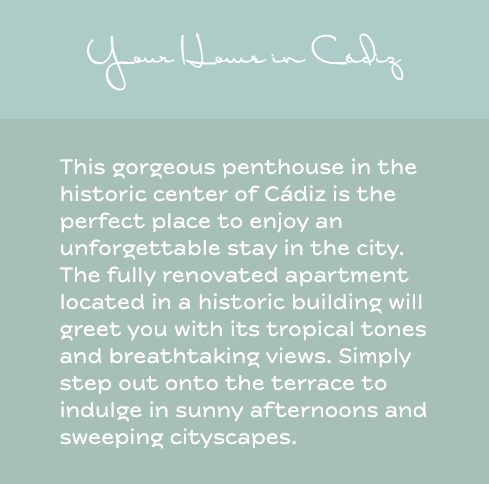 Your Home in Cádiz
This gorgeous penthouse in the
historic center of Cádiz is the
perfect place to enjoy an
unforgettable stay in the city.
The fully renovated apartment
located in a historic building will
greet you with its tropical tones
and breathtaking views. Simply
step out onto the terrace to
indulge in sunny afternoons and
sweeping cityscapes.